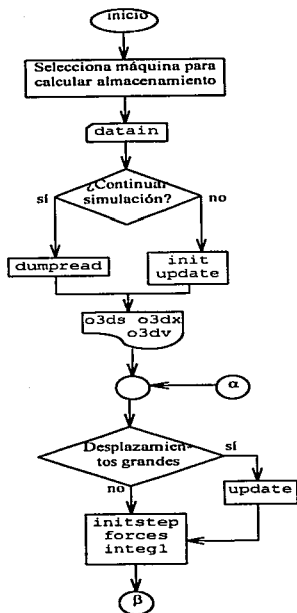 inicio
Selecciona máquina para
calcular almacenamiento
datain
¿Continuar
simulación?
sí
no
dumpread
init
update
o3ds o3dx
o3dv
α
Desplazamien-
tos grandes
sí
no
update
initstep
forces
integ1
β